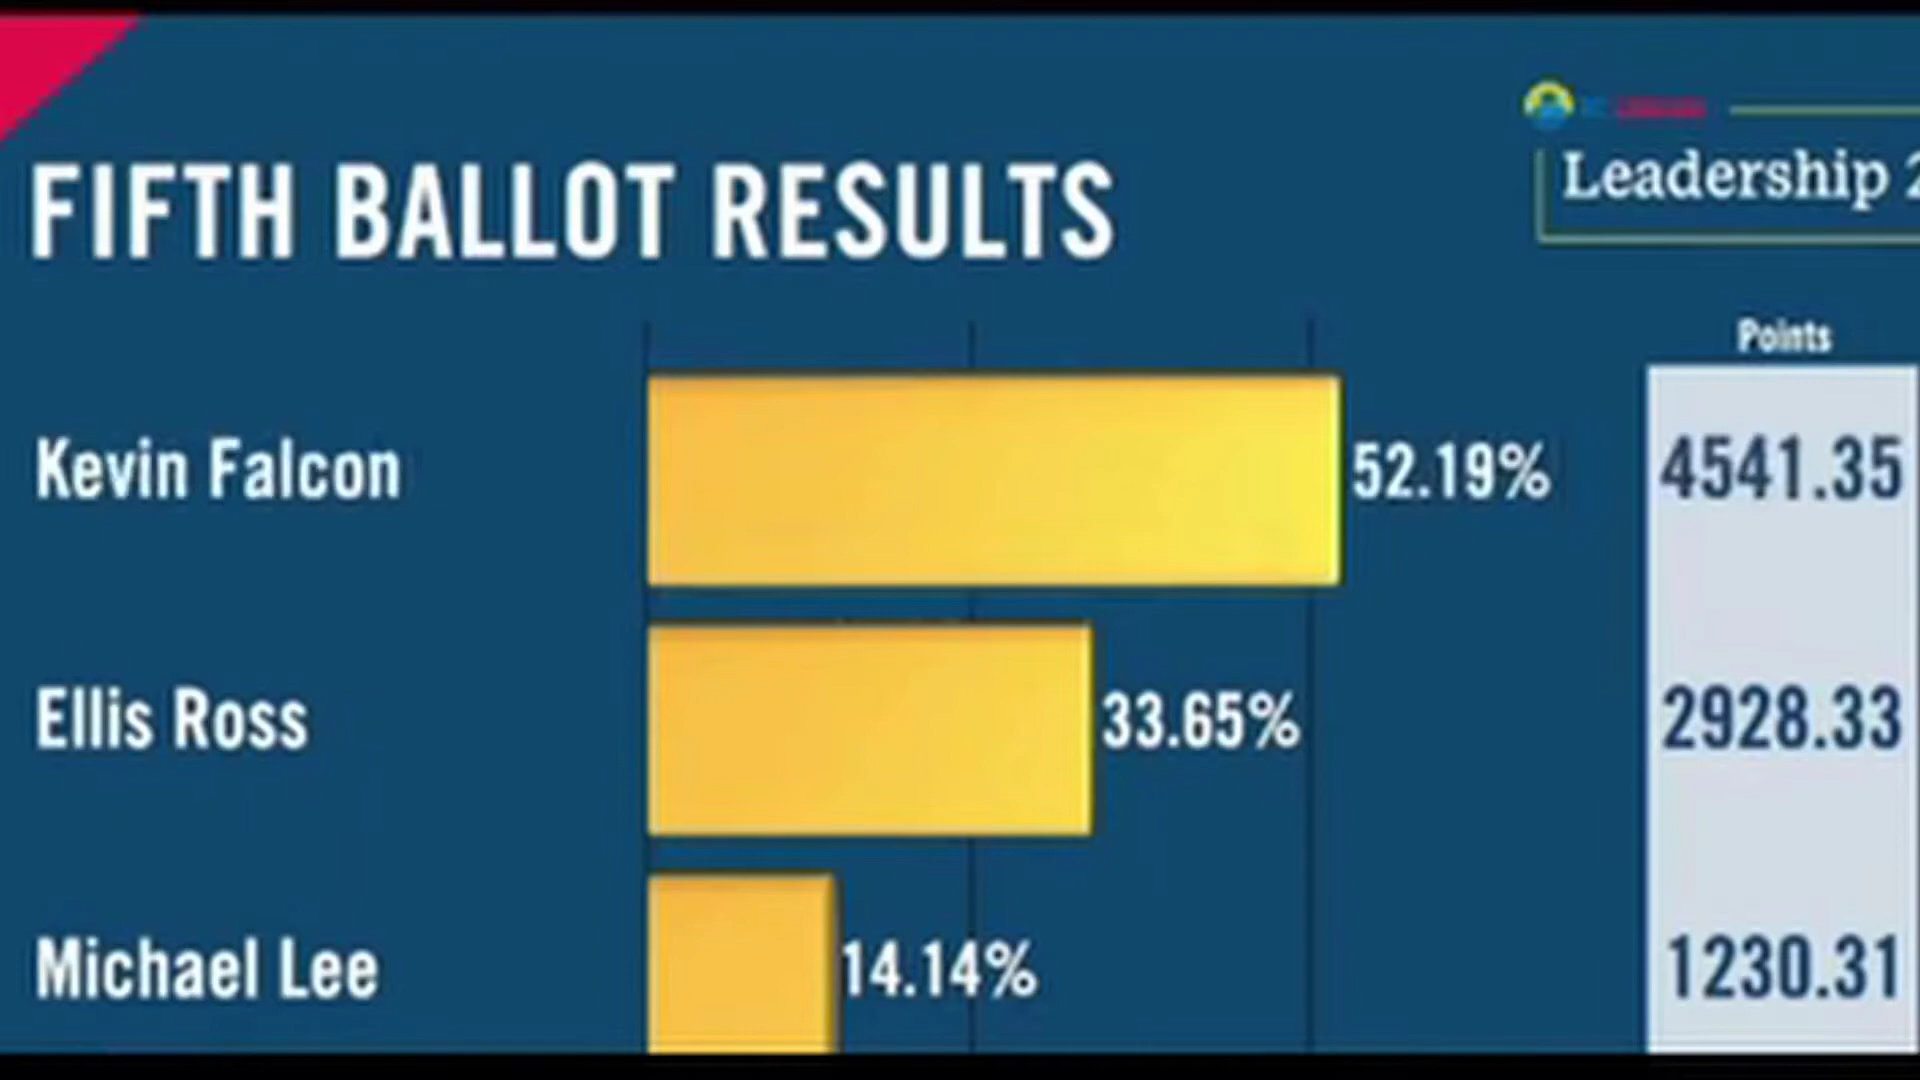 FIFTH BALLOT RESULTS
Leadership
Points
Kevin Falcon 52.19% 4541.35
Ellis Ross 33.65% 2928.33
Michael Lee 14.14% 1230.31